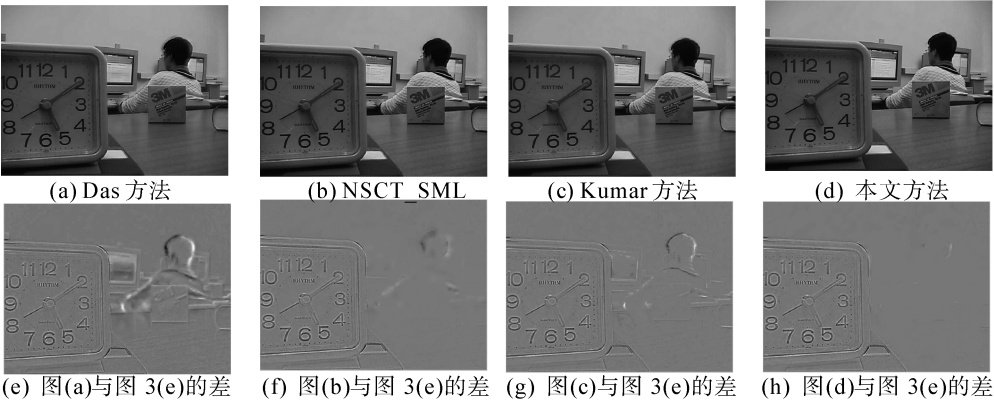 (a) Das 方法
(b) NSCT_SML
(c) Kumar 方法
(d) 本文方法
(e) 图(a)与图 3(e)的差
(f) 图(b)与图 3(e)的差
(g) 图(c)与图 3(e)的差
(h) 图(d)与图 3(e)的差